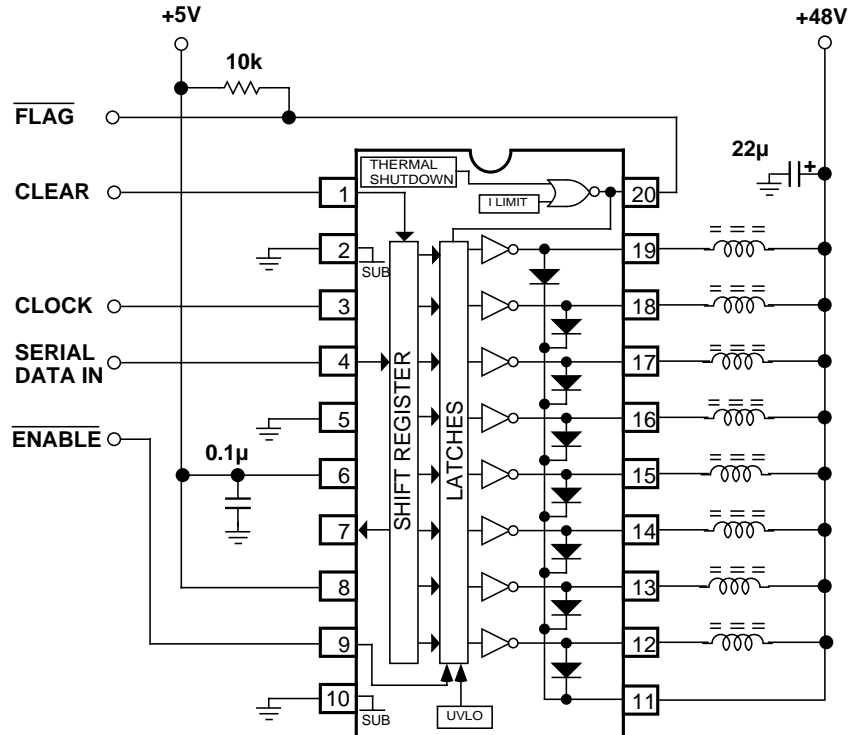 +5V
+48V
10k
FLAG
22µ
+
THERMAL
SHUTDOWN
I LIMIT
CLEAR
1
20
2
SUB
19
CLOCK
3
18
SERIAL
DATA IN
4
17
SHIFT REGISTER
LATCHES
5
16
ENABLE
0.1µ
6
15
7
14
8
13
9
12
10
SUB
UVLO
11